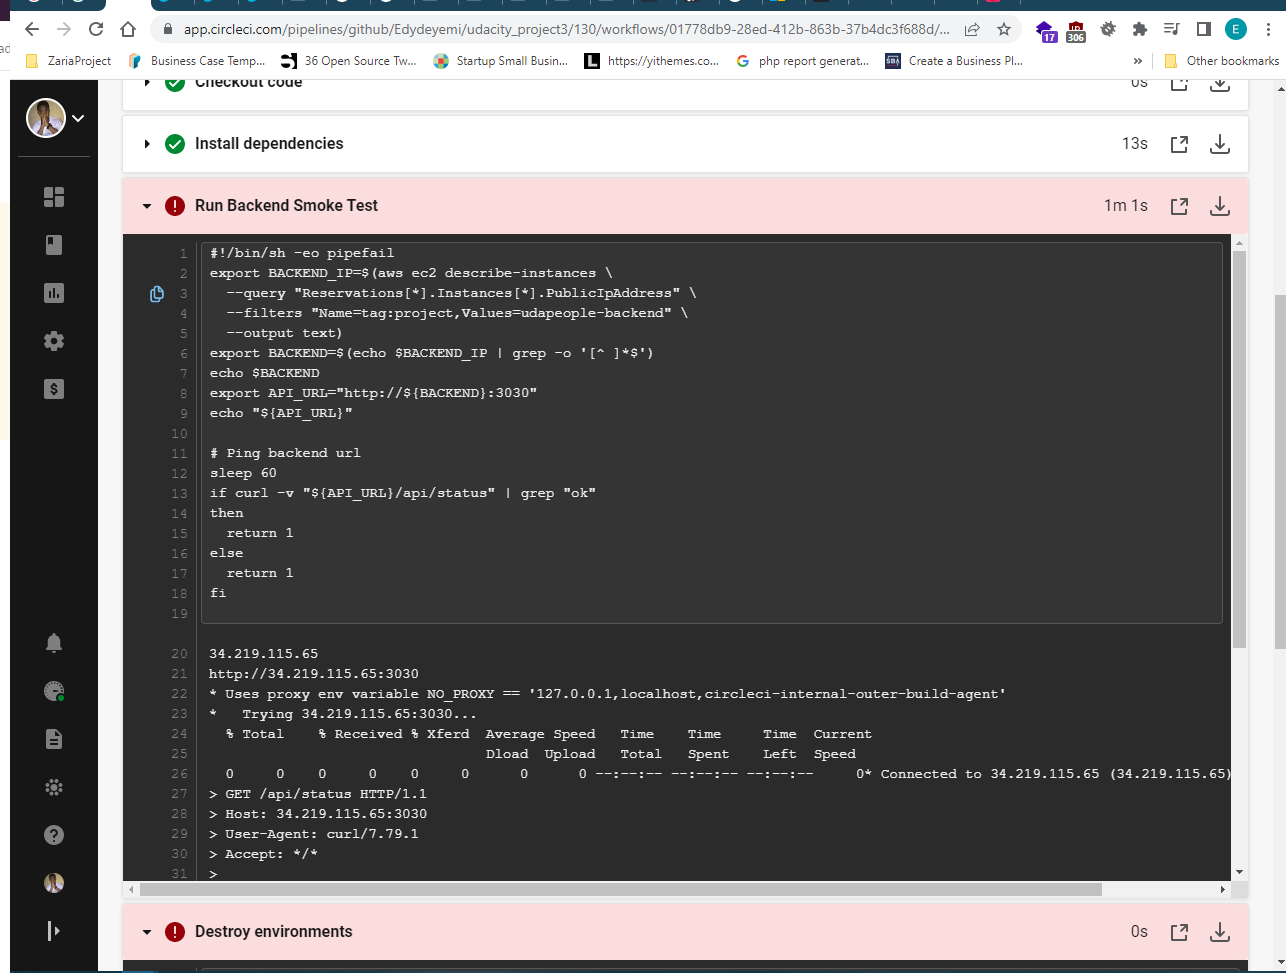 app.circleci.com/pipelines/github/Edydeyemi/udacity_project3/130/workflows/01778db9-28ed-412b-863b-37b4dc3f688d/...
17
306
E
ZariaProject
Business Case Temp...
36 Open Source Tw...
Startup Small Busin...
L
https://yithemes.co...
G
php report generat...
SBA
Create a Business Pl...
»
Other bookmarks
Checkout code
0s
Install dependencies
13s
Run Backend Smoke Test
1m 1s
1 #!/bin/sh -eo pipefail
2 export BACKEND_IP=$(aws ec2 describe-instances \
3 --query "Reservations[*].Instances[*].PublicIpAddress" \
4 --filters "Name=tag:project,Values=udapeople-backend" \
5 --output text)
6 export BACKEND=$(echo $BACKEND_IP | grep -o '[^ ]*$')
7 echo $BACKEND
8 export API_URL="http://${BACKEND}:3030"
9 echo "${API_URL}"
10
11 # Ping backend url
12 sleep 60
13 if curl -v "${API_URL}/api/status" | grep "ok"
14 then
15 return 1
16 else
17 return 1
18 fi
19
20 34.219.115.65
21 http://34.219.115.65:3030
22 * Uses proxy env variable NO_PROXY == '127.0.0.1,localhost,circleci-internal-outer-build-agent'
23 * Trying 34.219.115.65:3030...
24 % Total % Received % Xferd Average Speed Time Time Time Current
25 Dload Upload Total Spent Left Speed
26 0 0 0 0 0 0 0 0 --:--:-- --:--:-- --:--:-- 0* Connected to 34.219.115.65 (34.219.115.65)
27 > GET /api/status HTTP/1.1
28 > Host: 34.219.115.65:3030
29 > User-Agent: curl/7.79.1
30 > Accept: */*
31 >
Destroy environments
0s